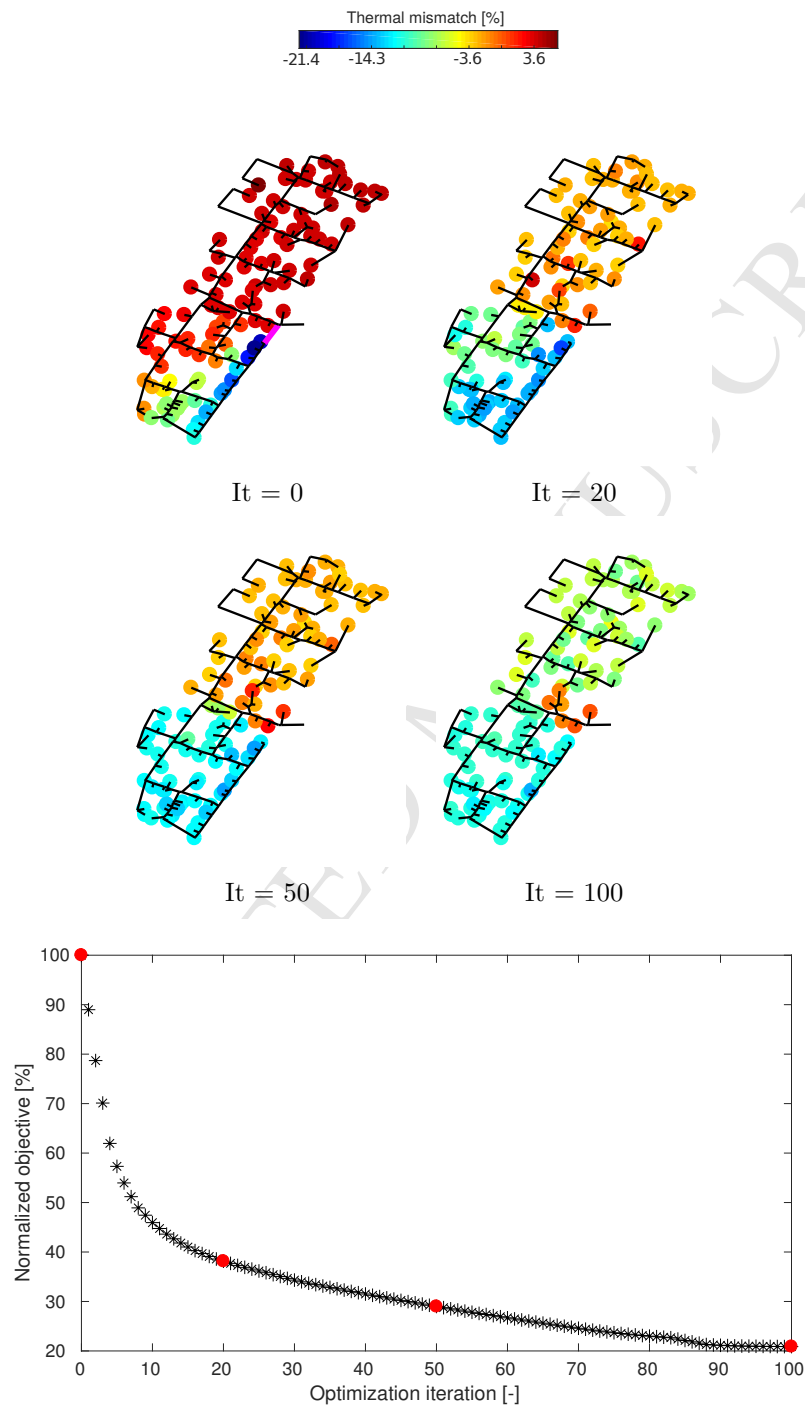 Thermal mismatch [%]
-21.4 -14.3 -3.6 3.6
It = 0 It = 20
It = 50 It = 100
Normalized objective [%]
100
90
80
70
60
50
40
30
20
0 10 20 30 40 50 60 70 80 90 100
Optimization iteration [-]